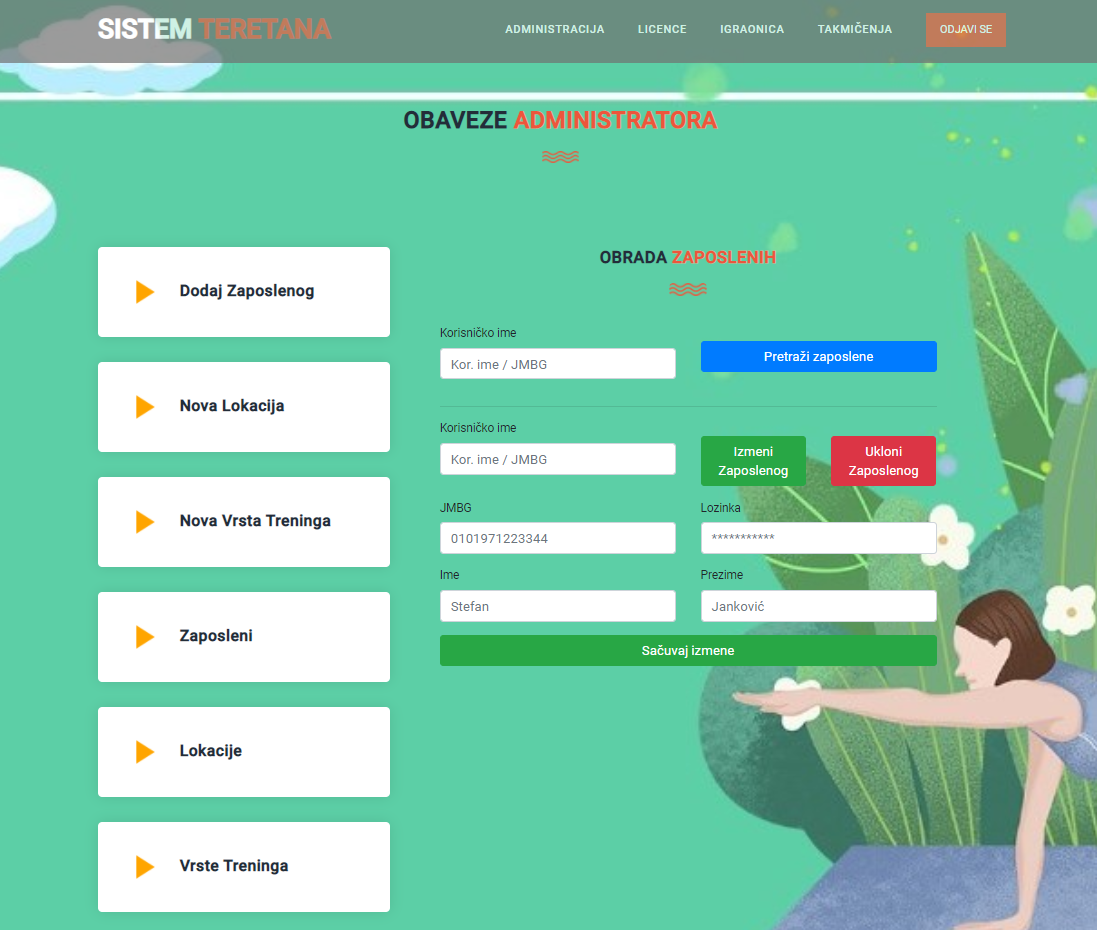 SISTEM TERETANA
ADMINISTRACIJA LICENCE IGRAONICA TAKMIČENJA ODJAVI SE
OBAVEZE ADMINISTRATORA
Dodaj Zaposlenog
Nova Lokacija
Nova Vrsta Treninga
Zaposleni
Lokacije
Vrste Treninga
OBRADA ZAPOSLENIH
Korisničko ime
Kor. ime / JMBG
Pretraži zaposlene
Korisničko ime
Kor. ime / JMBG
Izmeni
Zaposlenog
Ukloni
Zaposlenog
JMBG
0101971223344
Lozinka
***********
Ime
Stefan
Prezime
Janković
Sačuvaj izmene